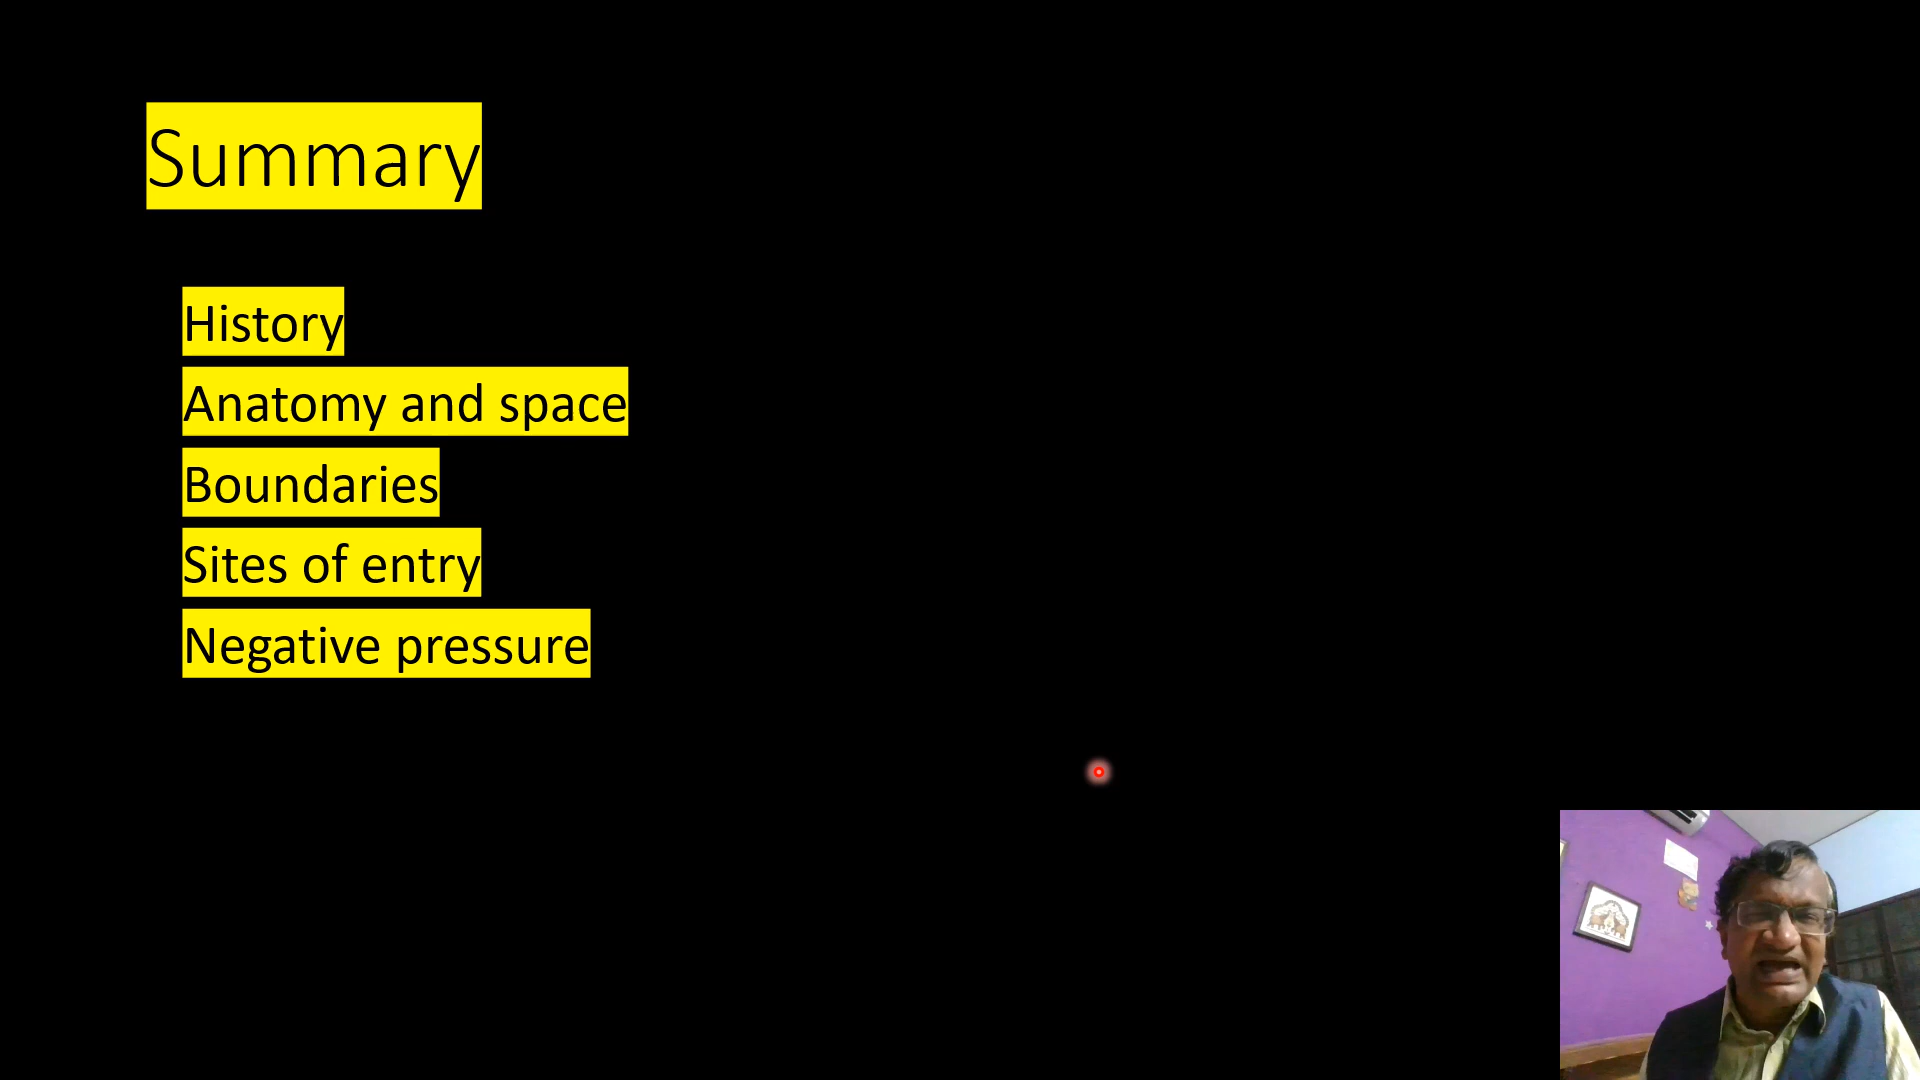 Summary
History
Anatomy and space
Boundaries
Sites of entry
Negative pressure